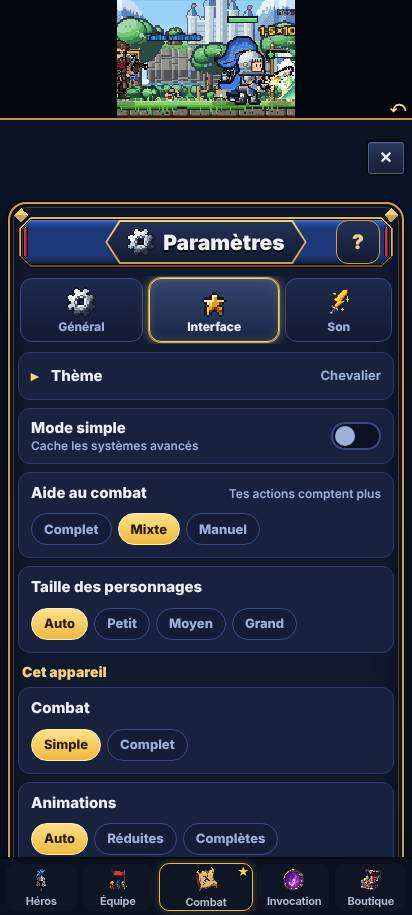 ×
Paramètres
?
Général
Interface
Son
Thème
Chevalier
Mode simple
Cache les systèmes avancés
Aide au combat
Tes actions comptent plus
Complet
Mixte
Manuel
Taille des personnages
Auto
Petit
Moyen
Grand
Cet appareil
Combat
Simple
Complet
Animations
Auto
Réduites
Complètes
Héros
Équipe
Combat
Invocation
Boutique